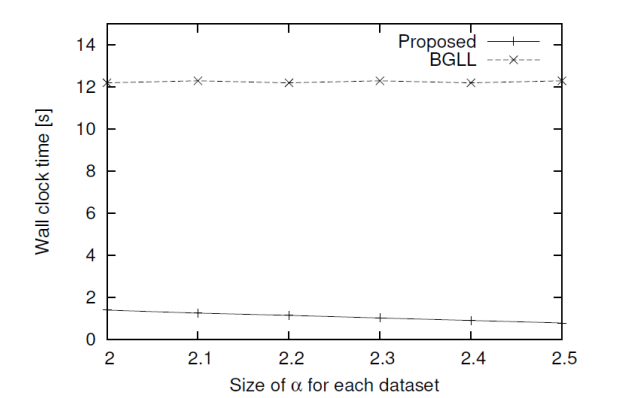 14
12
10
8
6
4
2
0
Wall clock time [s]
Proposed
BGLL
2 2.1 2.2 2.3 2.4 2.5
Size of α for each dataset